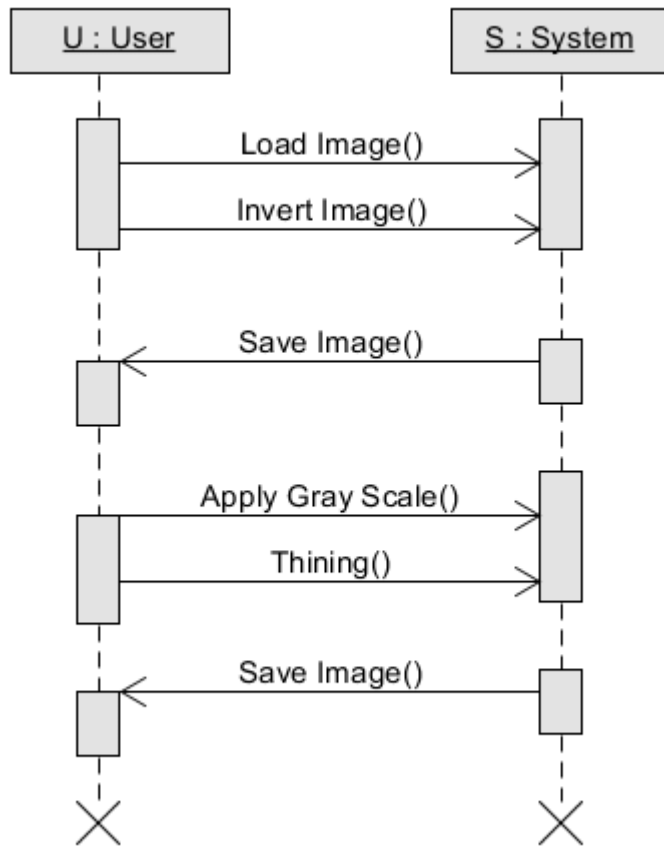 U : User
S : System
Load Image()
Invert Image()
Save Image()
Apply Gray Scale()
Thining()
Save Image()